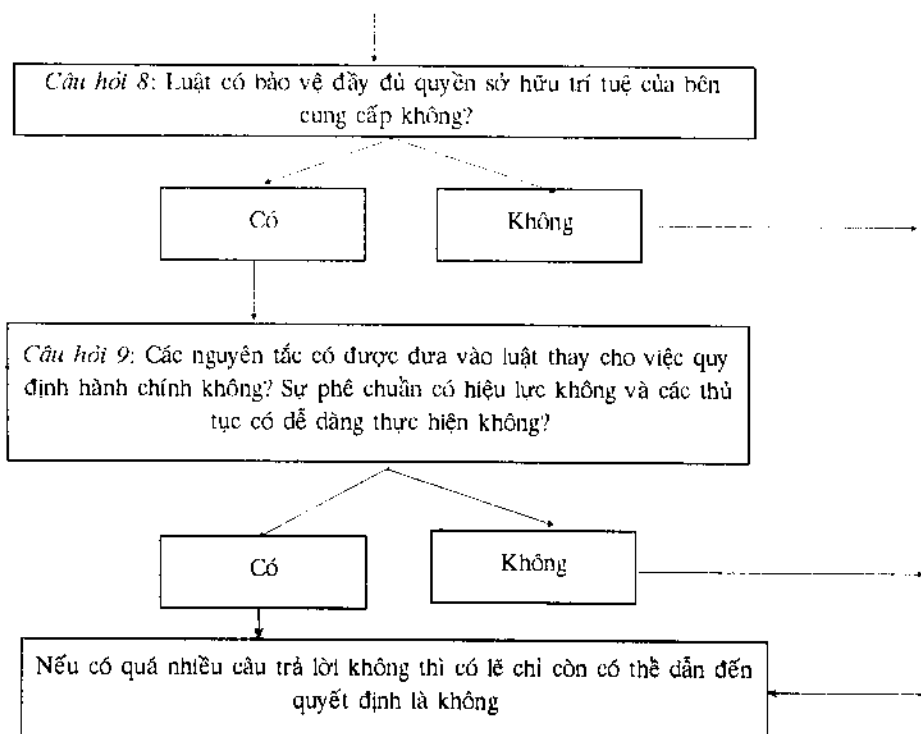 Câu hỏi 8: Luật có bảo vệ đầy đủ quyền sở hữu trí tuệ của bên
cung cấp không?
Có
Không
Câu hỏi 9: Các nguyên tắc có được đưa vào luật thay cho việc quy
định hành chính không? Sự phê chuẩn có hiệu lực không và các thủ
tục có dễ dàng thực hiện không?
Có
Không
Nếu có quá nhiều câu trả lời không thì có lẽ chỉ còn có thể dẫn đến
quyết định là không